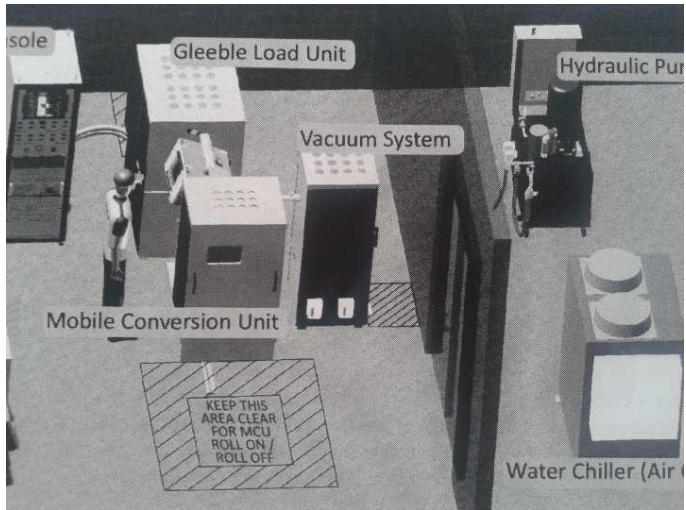 nsole
Gleeble Load Unit
Hydraulic Pur
Vacuum System
Mobile Conversion Unit
KEEP THIS
AREA CLEAR
FOR MCU
ROLL ON /
ROLL OFF
Water Chiller (Air C